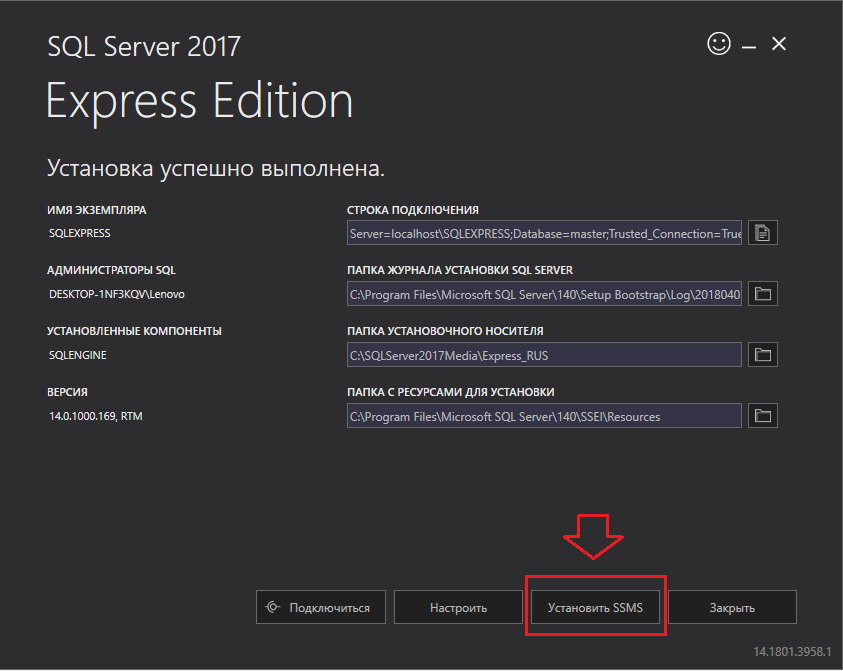 SQL Server 2017
Express Edition
Установка успешно выполнена.
ИМЯ ЭКЗЕМПЛЯРА
SQLEXPRESS
СТРОКА ПОДКЛЮЧЕНИЯ
Server=localhost\SQLEXPRESS;Database=master;Trusted_Connection=True
АДМИНИСТРАТОРЫ SQL
DESKTOP-1NF3KQV\Lenovo
ПАПКА ЖУРНАЛА УСТАНОВКИ SQL SERVER
C:\Program Files\Microsoft SQL Server\140\Setup Bootstrap\Log\2018040
УСТАНОВЛЕННЫЕ КОМПОНЕНТЫ
SQLENGINE
ПАПКА УСТАНОВОЧНОГО НОСИТЕЛЯ
C:\SQLServer2017Media\Express_RUS
ВЕРСИЯ
14.0.1000.169, RTM
ПАПКА С РЕСУРСАМИ ДЛЯ УСТАНОВКИ
C:\Program Files\Microsoft SQL Server\140\SSEI\Resources
Подключиться
Настроить
Установить SSMS
Закрыть
14.1801.3958.1